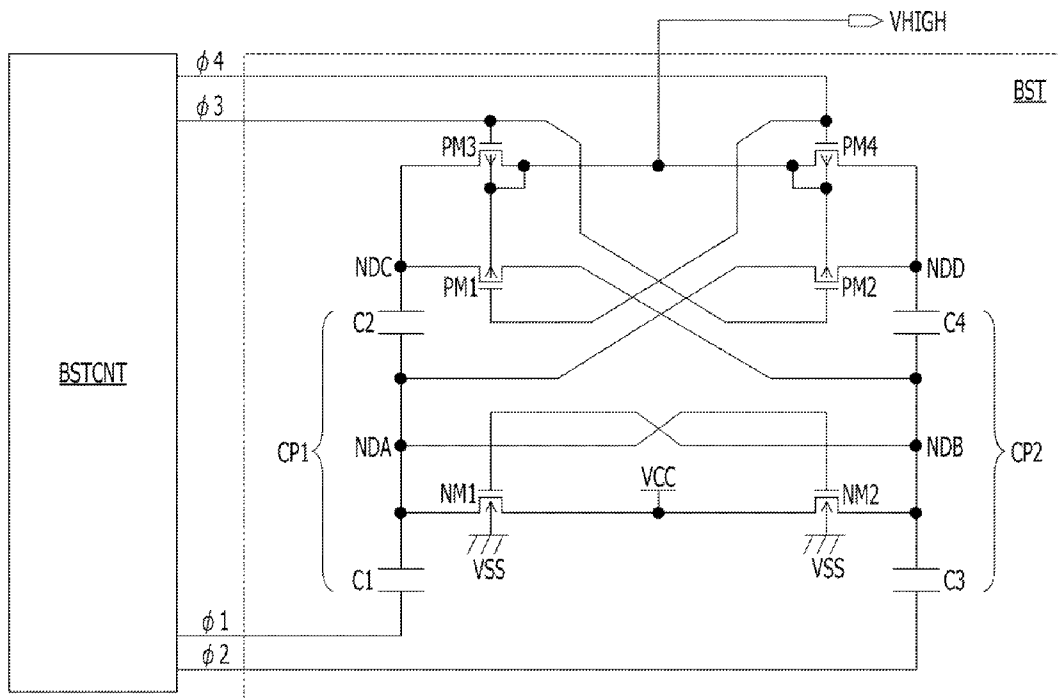 VHIGH
ϕ4
BST
ϕ3
PM3
PM4
NDC
PM1
PM2
NDD
C2
C4
BSTCNT
CP1
NDA
NDB
CP2
VCC
NM1
NM2
VSS
VSS
C1
C3
ϕ1
ϕ2